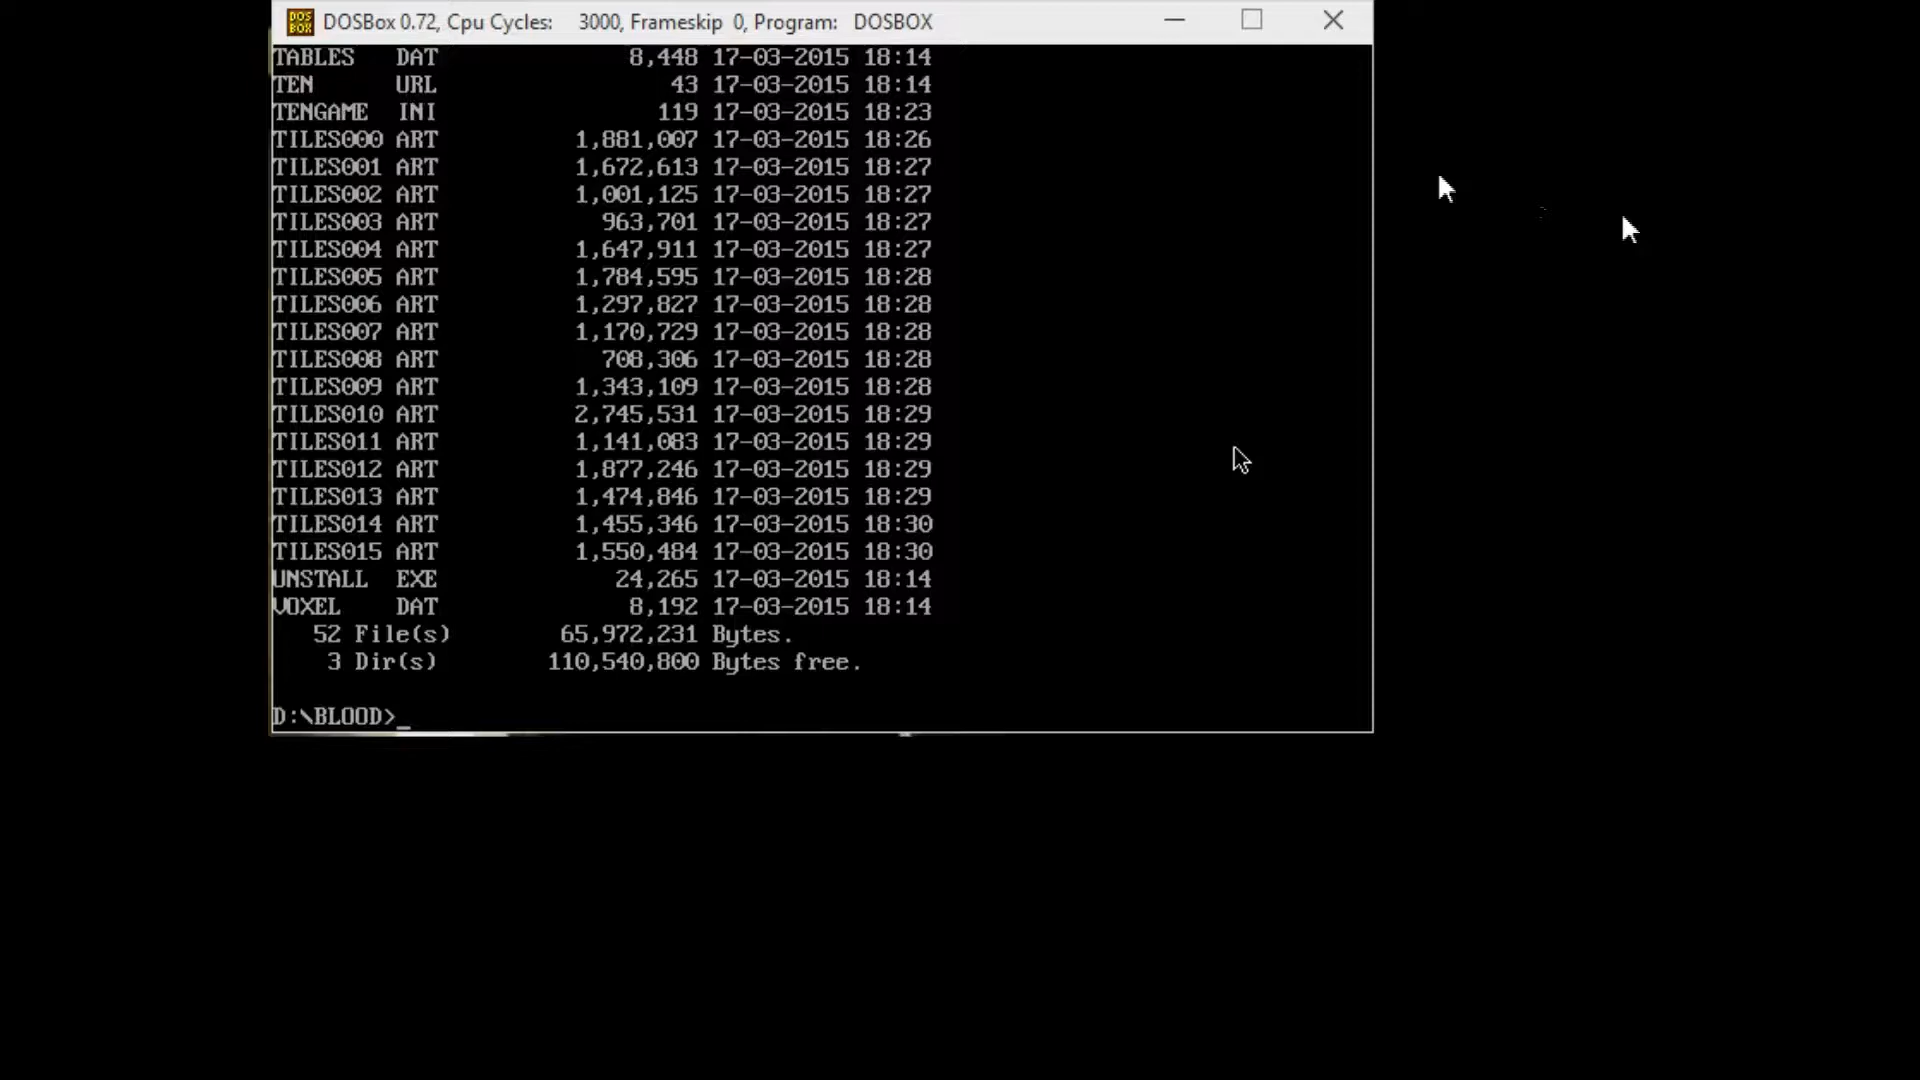 DOS BOX DOSBox 0.72, Cpu Cycles: 3000, Frameskip 0, Program: DOSBOX
TABLES DAT 8,448 17-03-2015 18:14
TEN URL 43 17-03-2015 18:14
TENGAME INI 119 17-03-2015 18:23
TILES000 ART 1,881,007 17-03-2015 18:26
TILES001 ART 1,672,613 17-03-2015 18:27
TILES002 ART 1,001,125 17-03-2015 18:27
TILES003 ART 963,701 17-03-2015 18:27
TILES004 ART 1,647,911 17-03-2015 18:27
TILES005 ART 1,784,595 17-03-2015 18:28
TILES006 ART 1,297,827 17-03-2015 18:28
TILES007 ART 1,170,729 17-03-2015 18:28
TILES008 ART 708,306 17-03-2015 18:28
TILES009 ART 1,343,109 17-03-2015 18:28
TILES010 ART 2,745,531 17-03-2015 18:29
TILES011 ART 1,141,083 17-03-2015 18:29
TILES012 ART 1,877,246 17-03-2015 18:29
TILES013 ART 1,474,846 17-03-2015 18:29
TILES014 ART 1,455,346 17-03-2015 18:30
TILES015 ART 1,550,484 17-03-2015 18:30
UNSTALL EXE 24,265 17-03-2015 18:14
VOXEL DAT 8,192 17-03-2015 18:14
52 File(s) 65,972,231 Bytes.
3 Dir(s) 110,540,800 Bytes free.
D:\BLOOD>_